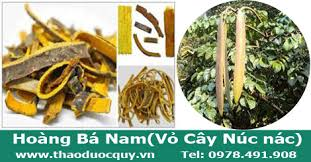 Hoàng Bá Nam(Vỏ Cây Núc nác)
www.thaoduocquy.vn Tel: 0978.491.908